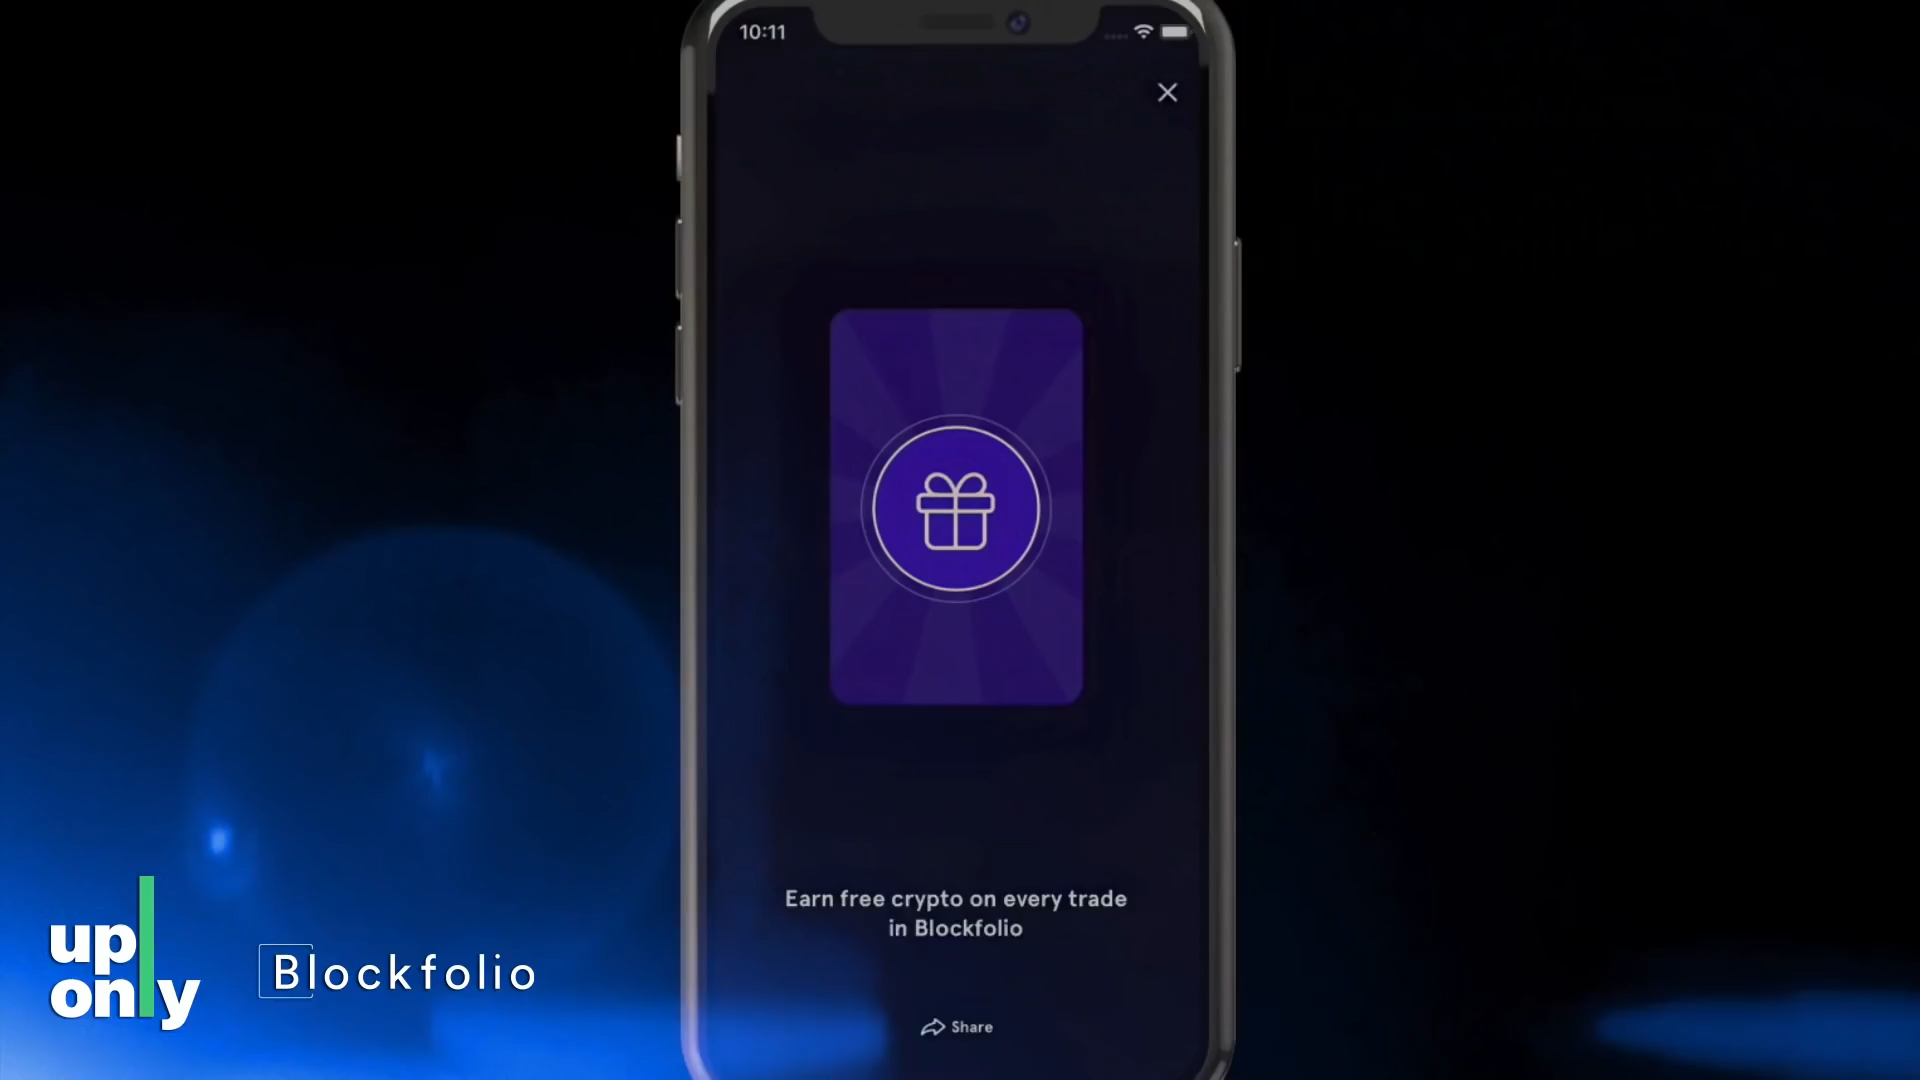 10:11
Earn free crypto on every trade
in Blockfolio
Share
up
only
Blockfolio